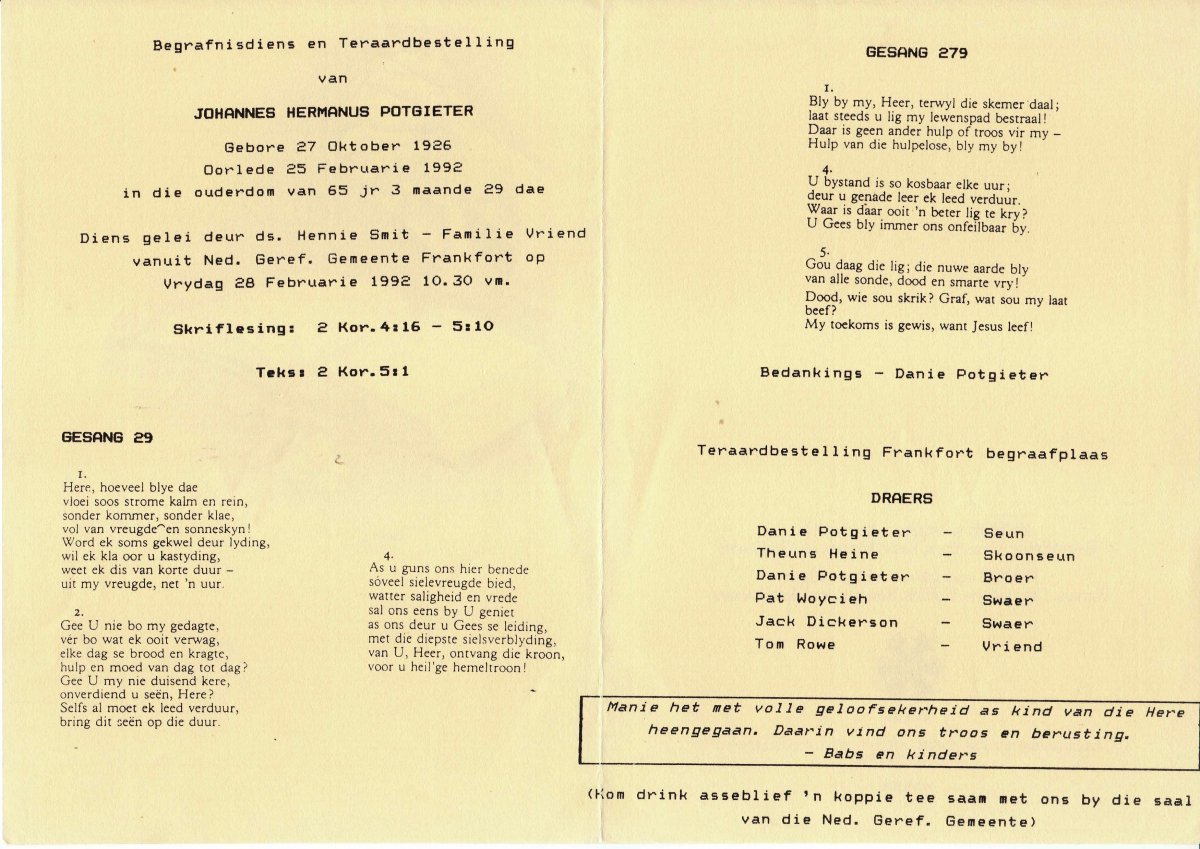 Begrafnisdiens en Teraardbestelling
van
JOHANNES HERMANUS POTGIETER
Gebore 27 Oktober 1926
Oorlede 25 Februarie 1992
in die ouderdom van 65 jr 3 maande 29 dae
Diens gelei deur ds. Hennie Smit - Familie Vriend
vanuit Ned. Geref. Gemeente Frankfort op
Vrydag 28 Februarie 1992 10.30 vm.
Skriflesing: 2 Kor.4:16 - 5:10
Teks: 2 Kor.5:1
GESANG 29
1.
Here, hoeveel blye dae
vloei soos strome kalm en rein,
sonder kommer, sonder klae,
vol van vreugde en sonneskyn!
Word ek soms gekwel deur lyding,
wil ek kla oor u kastyding,
weet ek dis van korte duur –
uit my vreugde, net 'n uur.
2.
Gee U nie bo my gedagte,
vér bo wat ek ooit verwag,
elke dag se brood en kragte,
hulp en moed van dag tot dag?
Gee U my nie duisend kere,
onverdiend u seën, Here?
Selfs al moet ek leed verduur,
bring dit seën op die duur.
4.
As u guns ons hier benede
sóveel sielevreugde bied,
watter saligheid en vrede
sal ons eens by U geniet
as ons deur u Gees se leiding,
met die diepste sielsverblyding,
van U, Heer, ontvang die kroon,
voor u heil'ge hemeltroon!
GESANG 279
1.
Bly by my, Heer, terwyl die skemer daal;
laat steeds u lig my lewenspad bestraal!
Daar is geen ander hulp of troos vir my –
Hulp van die hulpelose, bly my by!
4.
U bystand is so kosbaar elke uur;
deur u genade leer ek leed verduur.
Waar is daar ooit 'n beter lig te kry?
U Gees bly immer ons onfeilbaar by.
5.
Gou daag die lig; die nuwe aarde bly
van alle sonde, dood en smarte vry!
Dood, wie sou skrik? Graf, wat sou my laat
beef?
My toekoms is gewis, want Jesus leef!
Bedankings - Danie Potgieter
Teraardbestelling Frankfort begraafplaas
DRAERS
Danie Potgieter - Seun
Theuns Heine - Skoonseun
Danie Potgieter - Broer
Pat Woycieh - Swaer
Jack Dickerson - Swaer
Tom Rowe - Vriend
Manie het met volle geloofsekerheid as kind van die Here
heengegaan. Daarin vind ons troos en berusting.
- Babs en kinders
(Kom drink asseblief 'n koppie tee saam met ons by die saal
van die Ned. Geref. Gemeente)